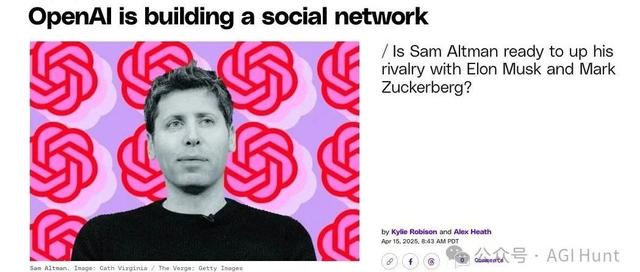 OpenAI is building a social network
/ Is Sam Altman ready to up his
rivalry with Elon Musk and Mark
Zuckerberg?
by Kylie Robison and Alex Heath
Apr 15, 2025, 8:43 AM PDT
公众号 · AGI Hunt
Sam Altman. Image: Cath Virginia / The Verge; Getty Images